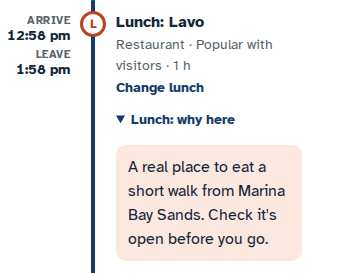 ARRIVE
12:58 pm
LEAVE
1:58 pm
L
Lunch: Lavo
Restaurant · Popular with
visitors · 1 h
Change lunch
▼ Lunch: why here
A real place to eat a
short walk from Marina
Bay Sands. Check it's
open before you go.